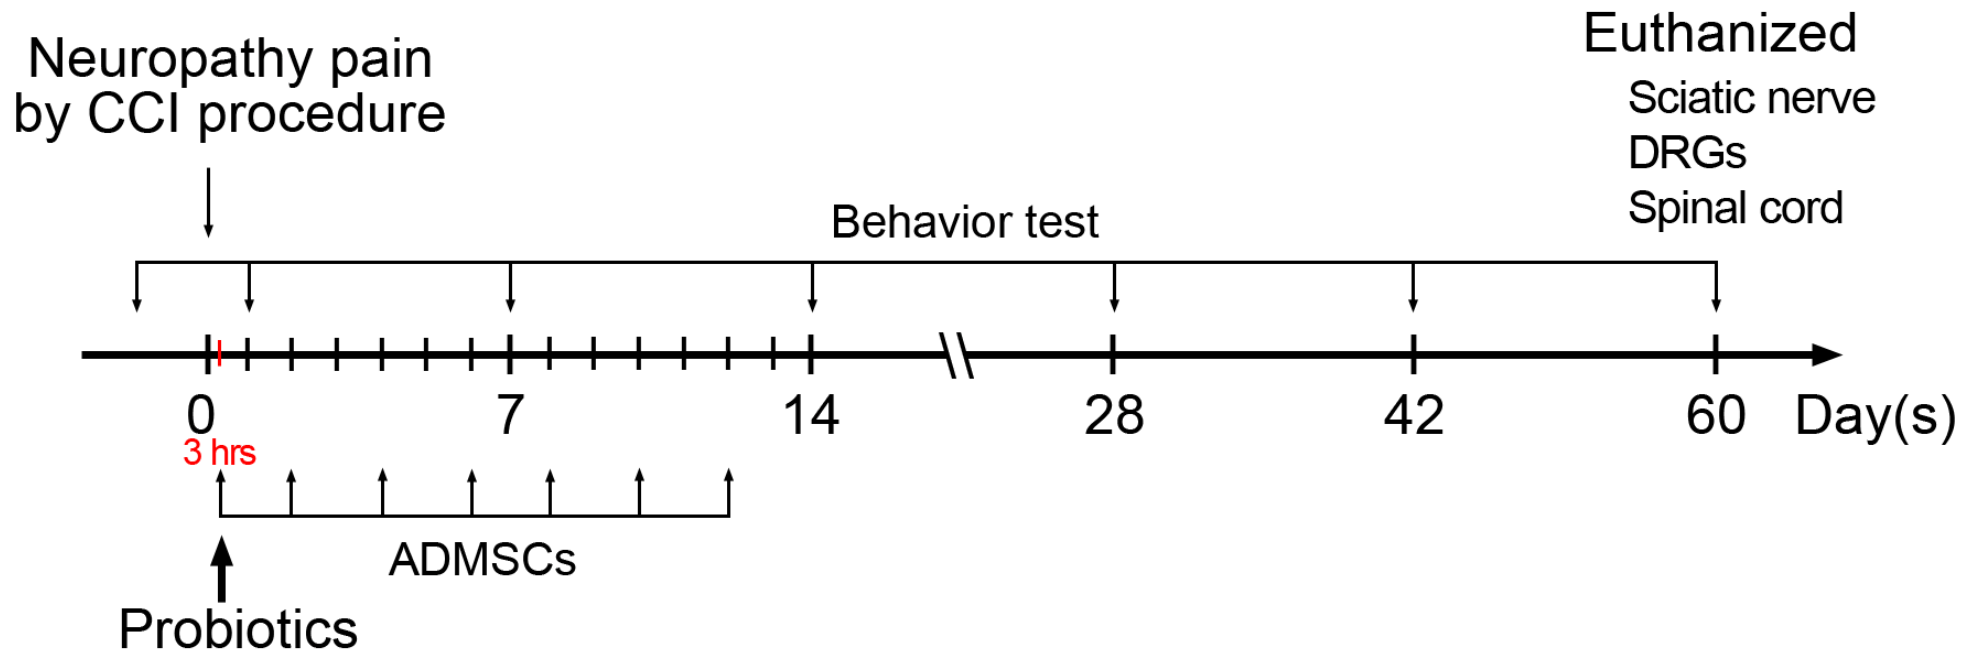 Neuropathy pain
by CCI procedure
Euthanized
Sciatic nerve
DRGs
Spinal cord
Behavior test
0 7 14 28 42 60 Day(s)
3 hrs
ADMSCs
Probiotics